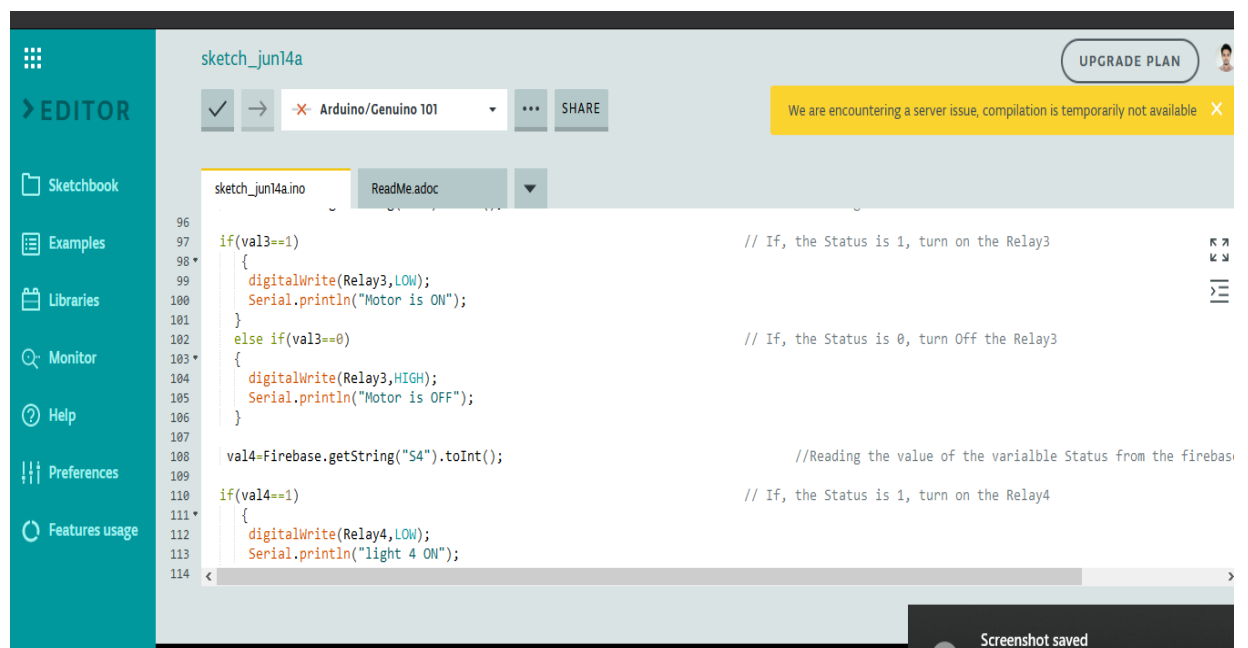 sketch_jun14a
UPGRADE PLAN
EDITOR
Arduino/Genuino 101
SHARE
We are encountering a server issue, compilation is temporarily not available X
Sketchbook
sketch_jun14a.ino
ReadMe.adoc
Examples
Libraries
Monitor
Help
Preferences
Features usage
96
97 if(val3==1) // If, the Status is 1, turn on the Relay3
98 {
99 digitalWrite(Relay3,LOW);
100 Serial.println("Motor is ON");
101 }
102 else if(val3==0) // If, the Status is 0, turn Off the Relay3
103 {
104 digitalWrite(Relay3,HIGH);
105 Serial.println("Motor is OFF");
106 }
107
108 val4=Firebase.getString("S4").toInt(); //Reading the value of the varialble Status from the firebase
109
110 if(val4==1) // If, the Status is 1, turn on the Relay4
111 {
112 digitalWrite(Relay4,LOW);
113 Serial.println("light 4 ON");
114
Screenshot saved